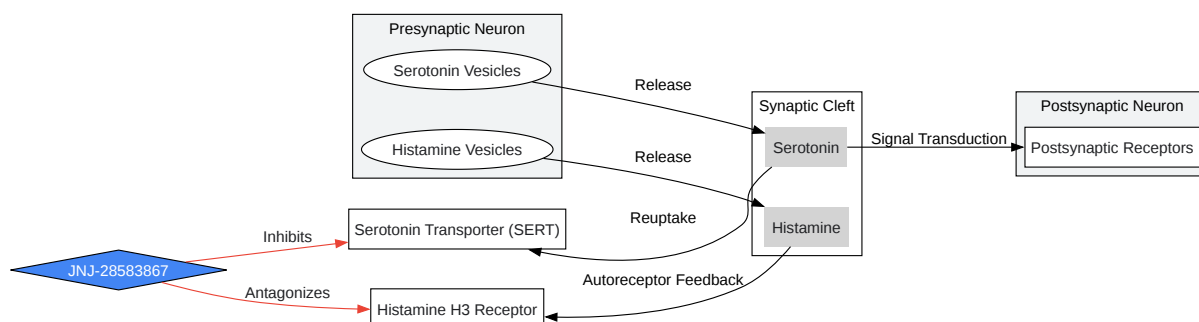 Presynaptic Neuron
Serotonin Vesicles
Histamine Vesicles
Release
Release
Synaptic Cleft
Serotonin
Histamine
Signal Transduction
Postsynaptic Neuron
Postsynaptic Receptors
Reuptake
Autoreceptor Feedback
Serotonin Transporter (SERT)
Histamine H3 Receptor
Inhibits
Antagonizes
JNJ-28583867